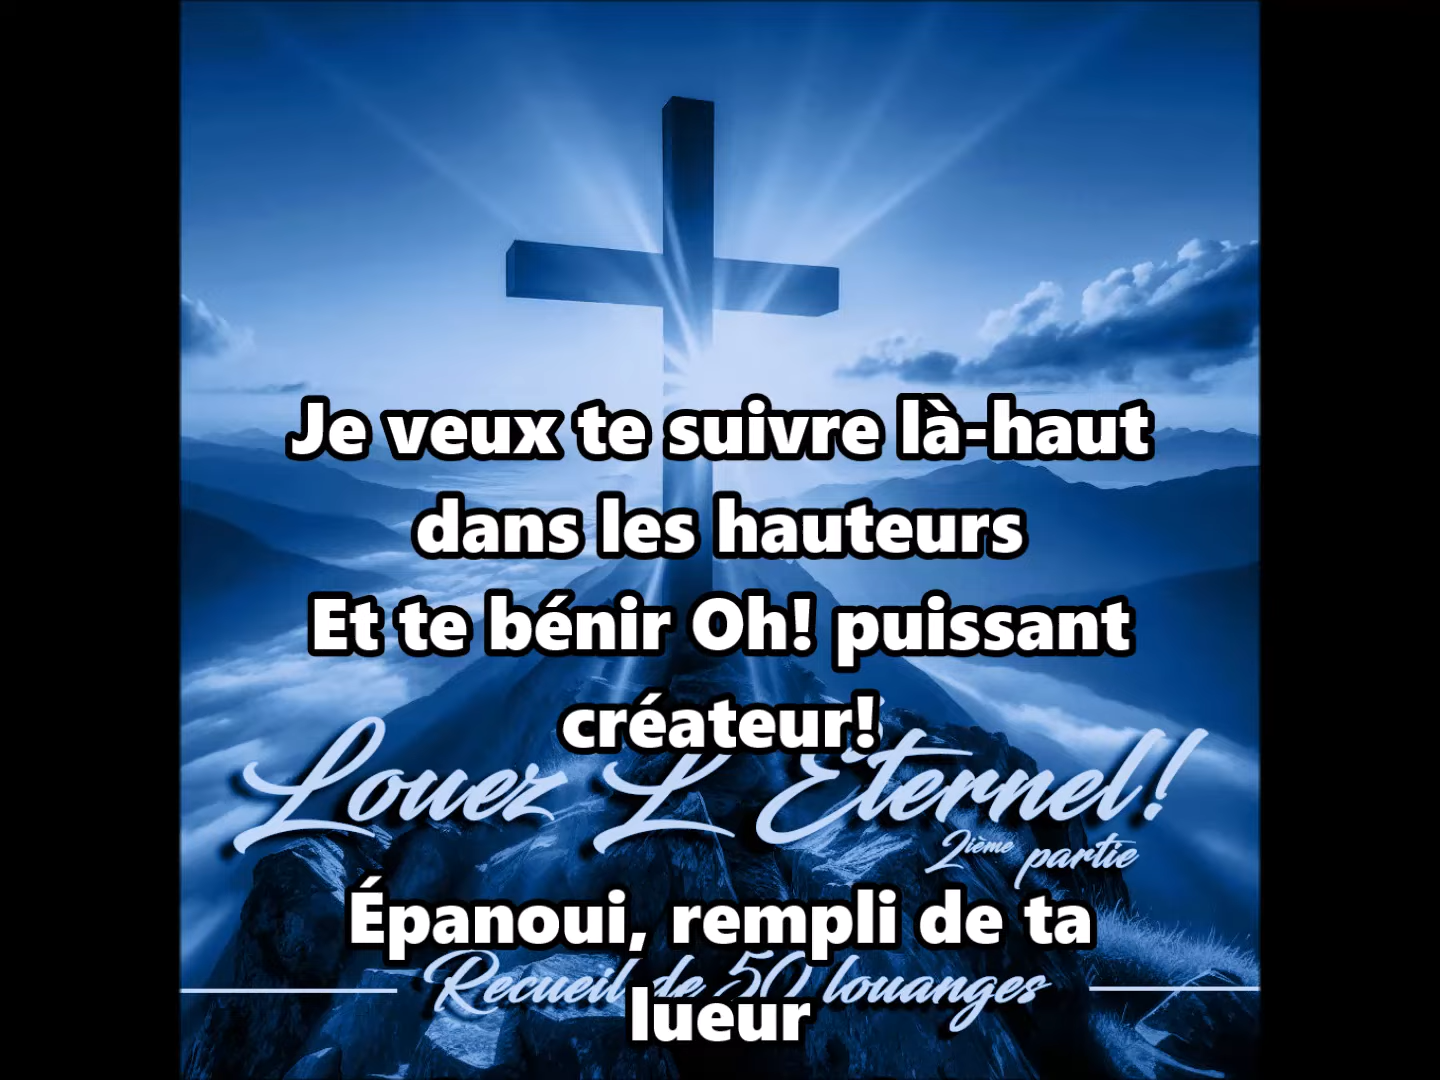 Je veux te suivre là-haut
dans les hauteurs
Et te bénir Oh! puissant
créateur!
Louez L'Éternel!
2ième partie
Épanoui, rempli de ta
Recueil de 50 louanges
lueur